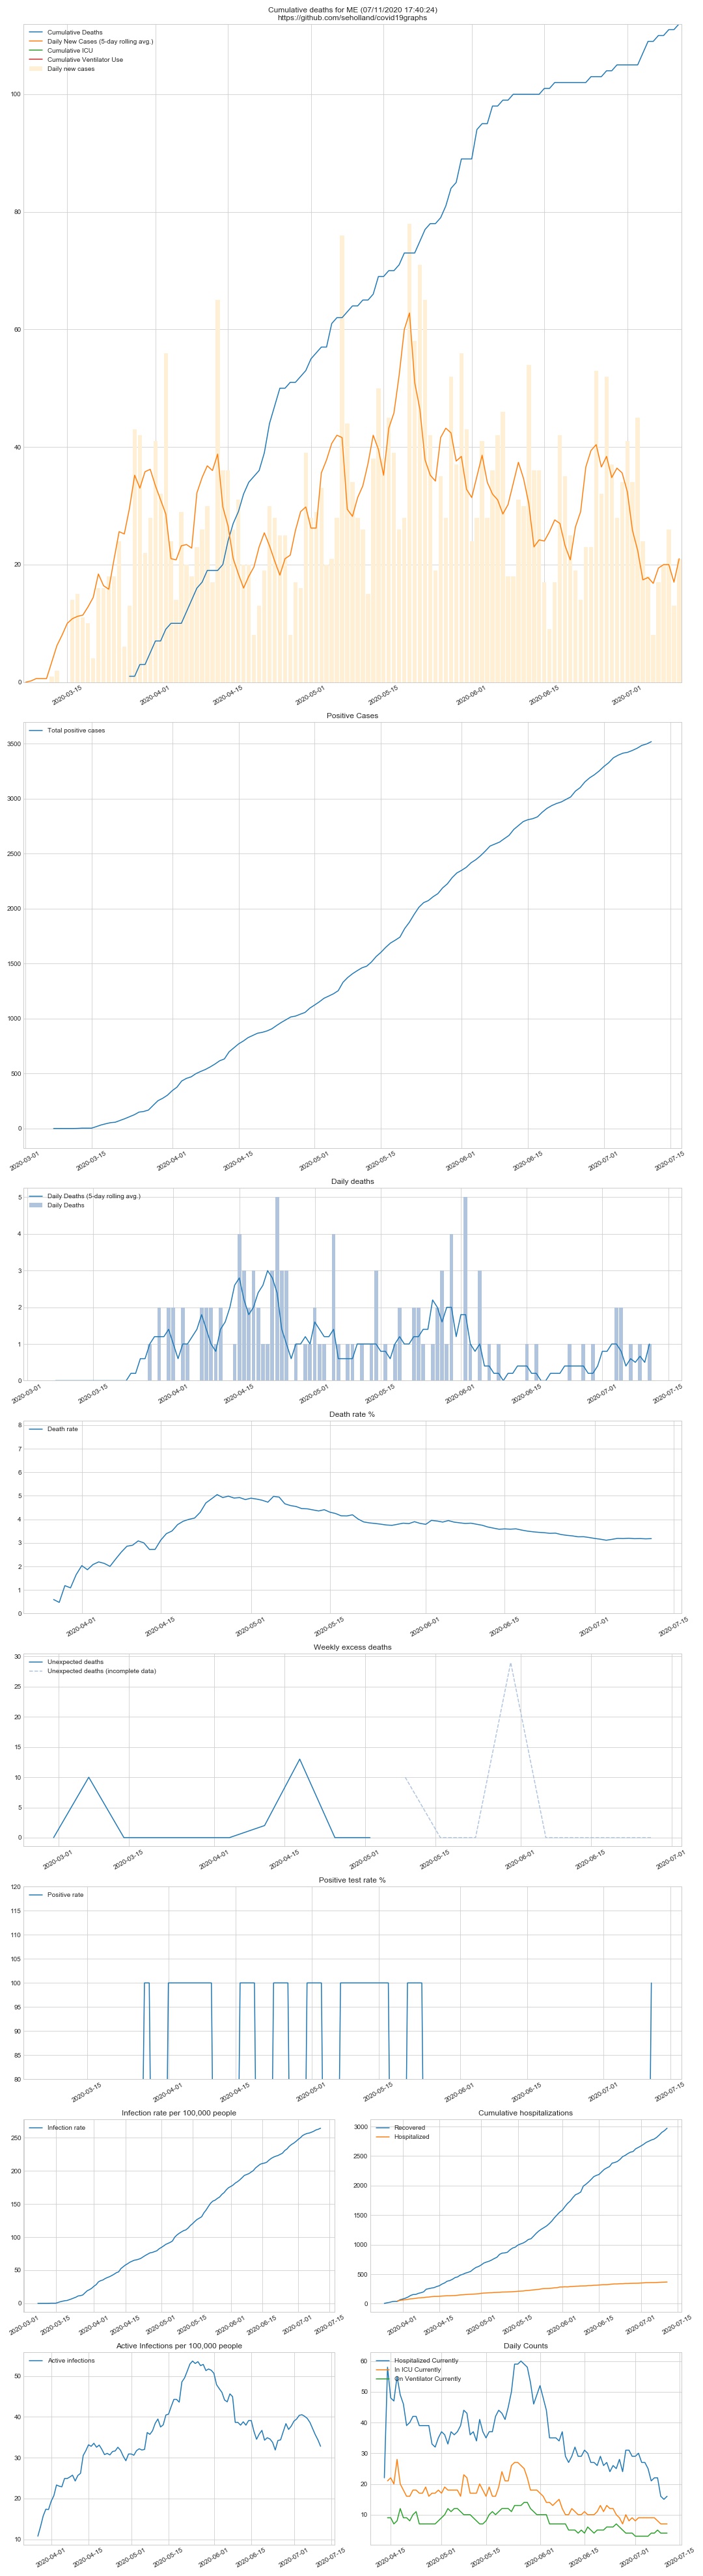 Cumulative deaths for ME (07/11/2020 17:40:24)
https://github.com/seholland/covid19graphs
Cumulative Deaths
Daily New Cases (5-day rolling avg.)
Cumulative ICU
Cumulative Ventilator Use
Daily new cases
100
80
60
40
20
0
2020-03-15 2020-04-01 2020-04-15 2020-05-01 2020-05-15 2020-06-01 2020-06-15 2020-07-01
Positive Cases
Total positive cases
3500
3000
2500
2000
1500
1000
500
0
2020-03-01 2020-03-15 2020-04-01 2020-04-15 2020-05-01 2020-05-15 2020-06-01 2020-06-15 2020-07-01 2020-07-15
Daily deaths
Daily Deaths (5-day rolling avg.)
Daily Deaths
5
4
3
2
1
0
2020-03-01 2020-03-15 2020-04-01 2020-04-15 2020-05-01 2020-05-15 2020-06-01 2020-06-15 2020-07-01 2020-07-15
Death rate %
Death rate
8
7
6
5
4
3
2
1
0
2020-04-01 2020-04-15 2020-05-01 2020-05-15 2020-06-01 2020-06-15 2020-07-01 2020-07-15
Weekly excess deaths
Unexpected deaths
Unexpected deaths (incomplete data)
30
25
20
15
10
5
0
2020-03-01 2020-03-15 2020-04-01 2020-04-15 2020-05-01 2020-05-15 2020-06-01 2020-06-15 2020-07-01
Positive test rate %
Positive rate
120
115
110
105
100
95
90
85
80
2020-03-15 2020-04-01 2020-04-15 2020-05-01 2020-05-15 2020-06-01 2020-06-15 2020-07-01 2020-07-15
Infection rate per 100,000 people
Infection rate
250
200
150
100
50
0
2020-03-01 2020-03-15 2020-04-01 2020-04-15 2020-05-01 2020-05-15 2020-06-01 2020-06-15 2020-07-01 2020-07-15
Cumulative hospitalizations
Recovered
Hospitalized
3000
2500
2000
1500
1000
500
0
2020-04-01 2020-04-15 2020-05-01 2020-05-15 2020-06-01 2020-06-15 2020-07-01 2020-07-15
Active Infections per 100,000 people
Active infections
50
40
30
20
10
2020-04-01 2020-04-15 2020-05-01 2020-05-15 2020-06-01 2020-06-15 2020-07-01 2020-07-15
Daily Counts
Hospitalized Currently
In ICU Currently
On Ventilator Currently
60
50
40
30
20
10
2020-04-15 2020-05-01 2020-05-15 2020-06-01 2020-06-15 2020-07-01 2020-07-15